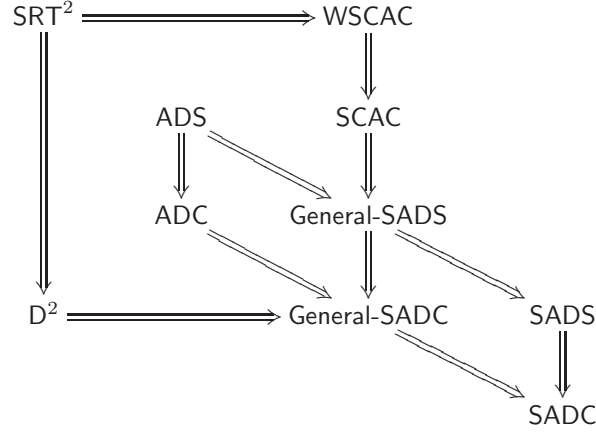 SRT² WSCAC
ADS SCAC
ADC General-SADS
D² General-SADC SADS
SADC